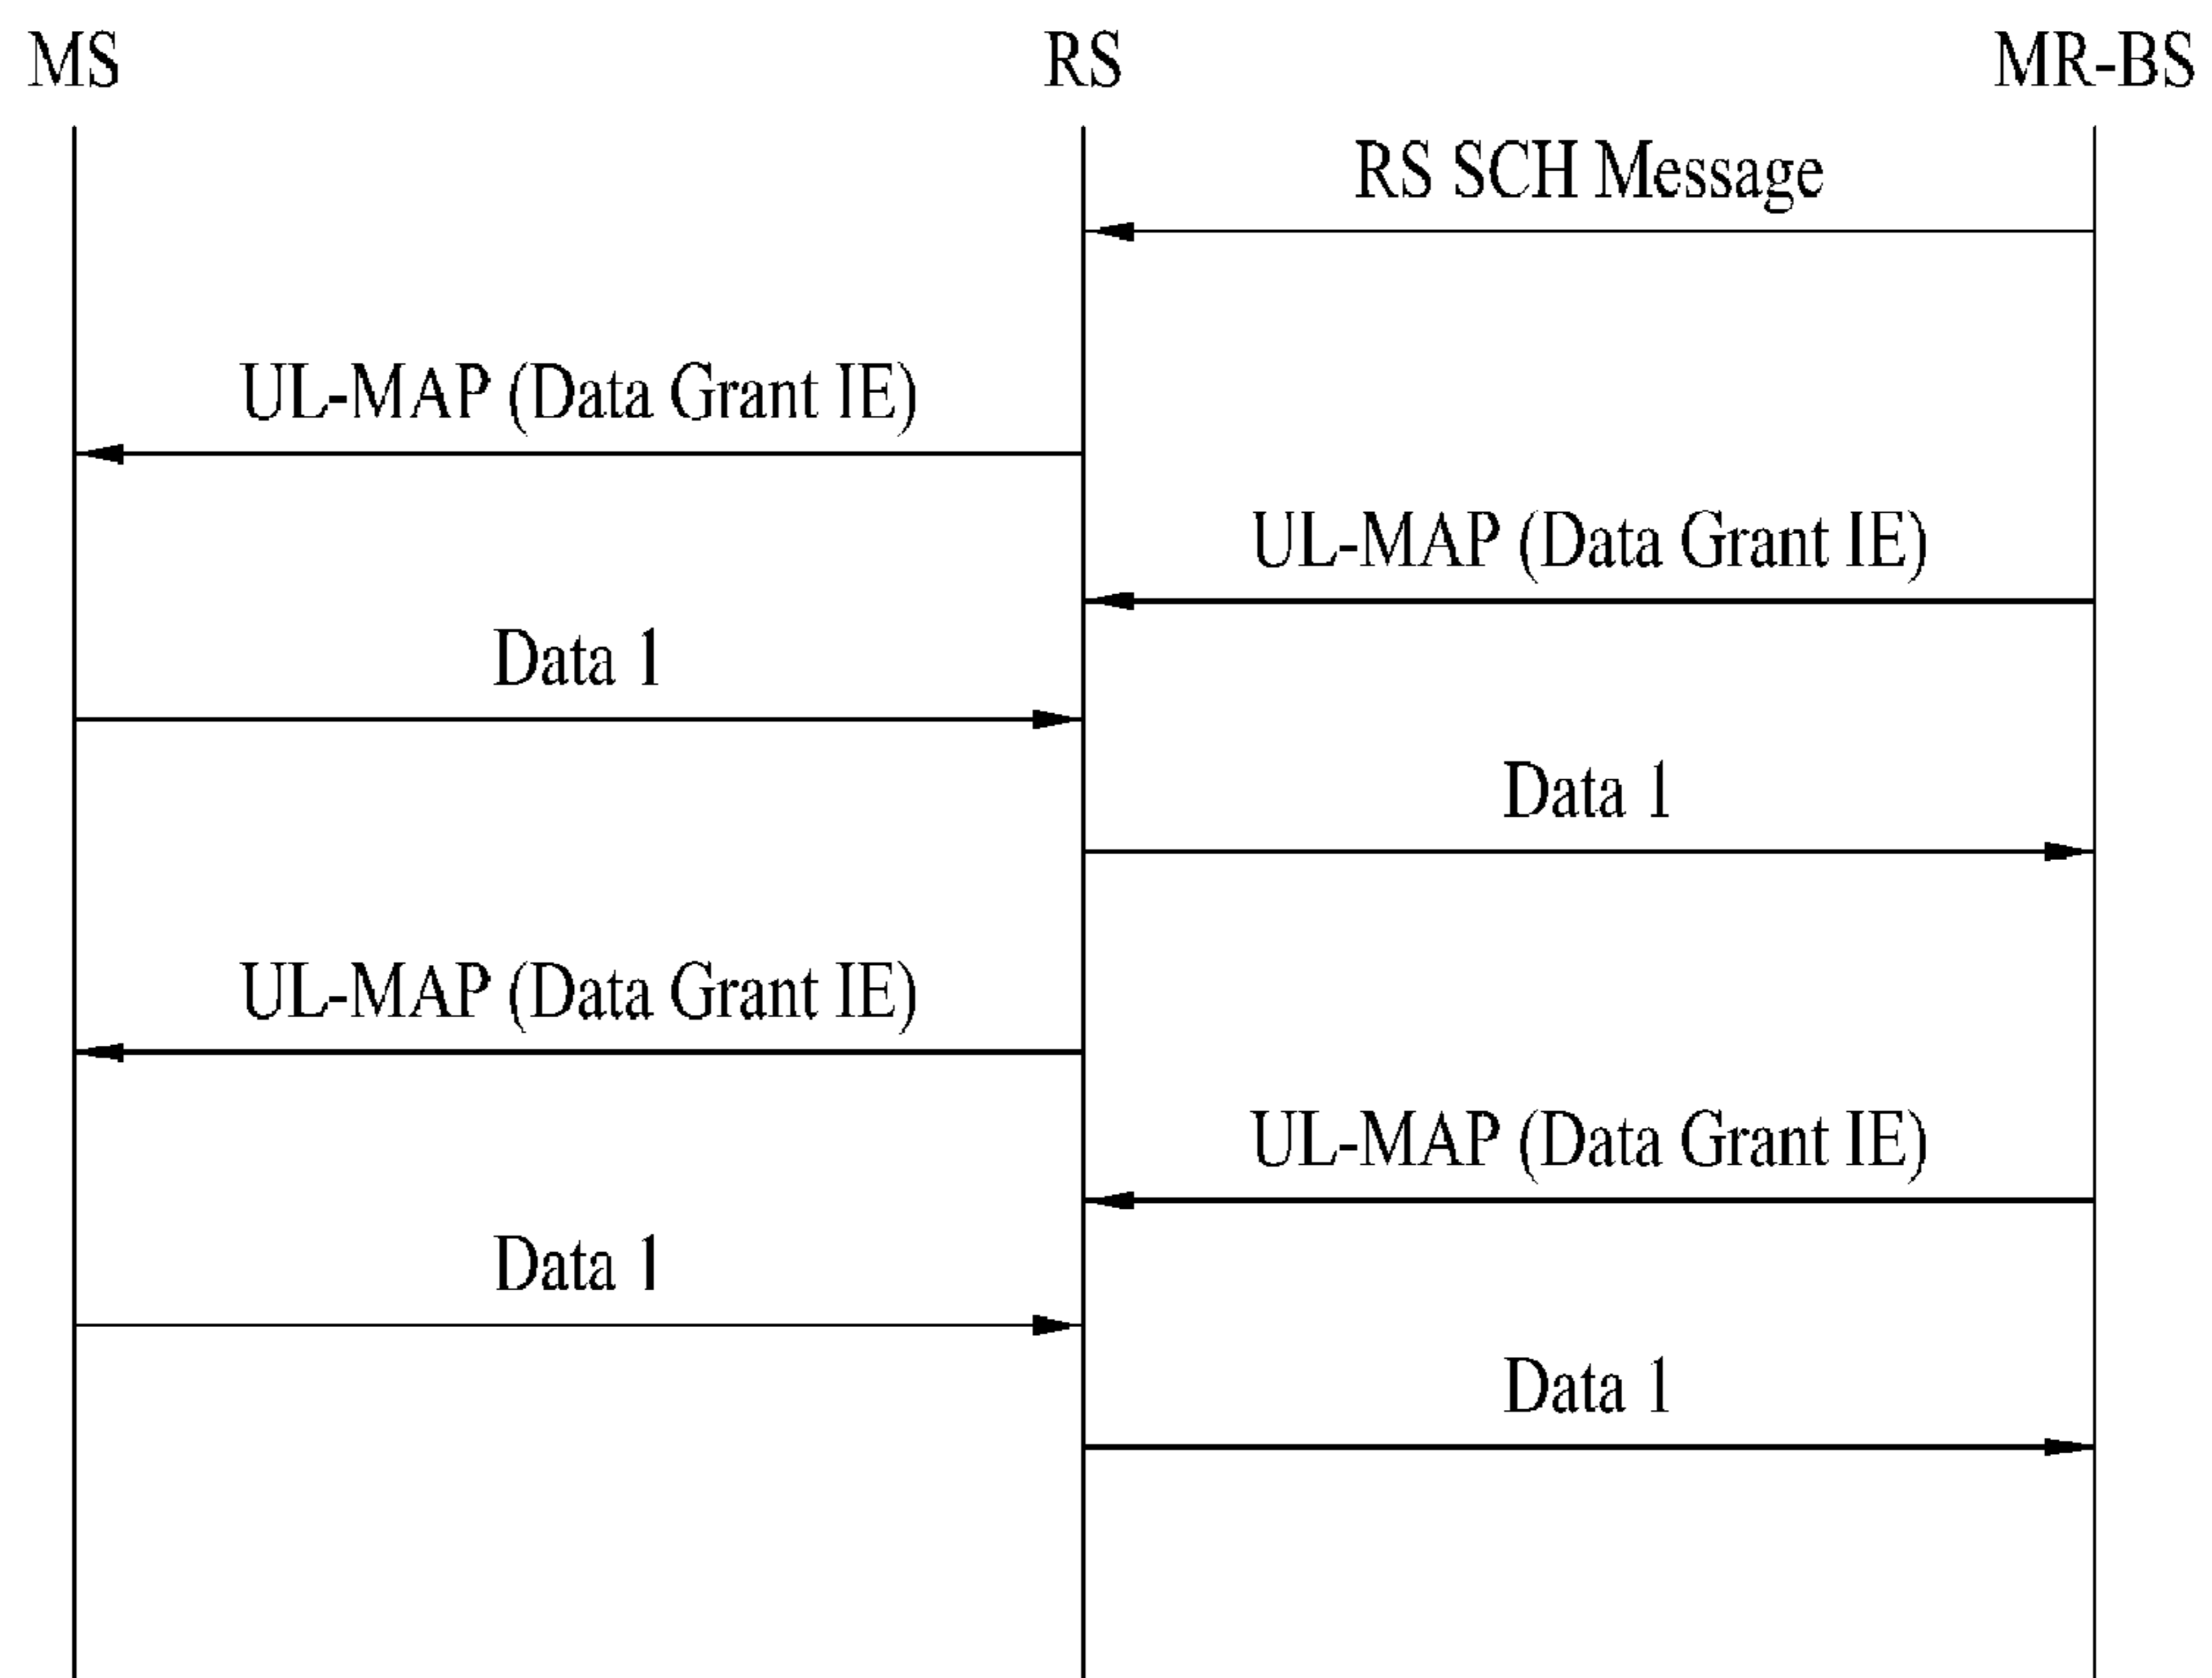 MS RS MR-BS
RS SCH Message
UL-MAP (Data Grant IE)
UL-MAP (Data Grant IE)
Data 1
Data 1
UL-MAP (Data Grant IE)
UL-MAP (Data Grant IE)
Data 1
Data 1